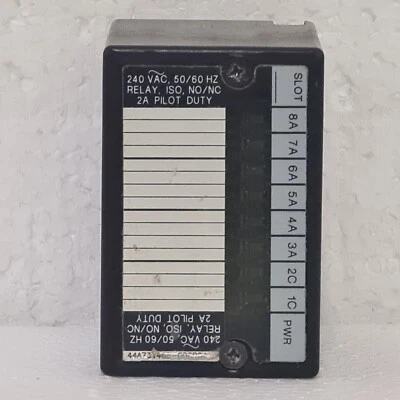 240 VAC, 50/60 HZ
RELAY, ISO, NO/NC
2A PILOT DUTY
SLOT
8A
7A
6A
5A
4A
3A
2C
1C
PWR
240 VAC, 50/60 HZ
RELAY, ISO, NO/NC
2A PILOT DUTY